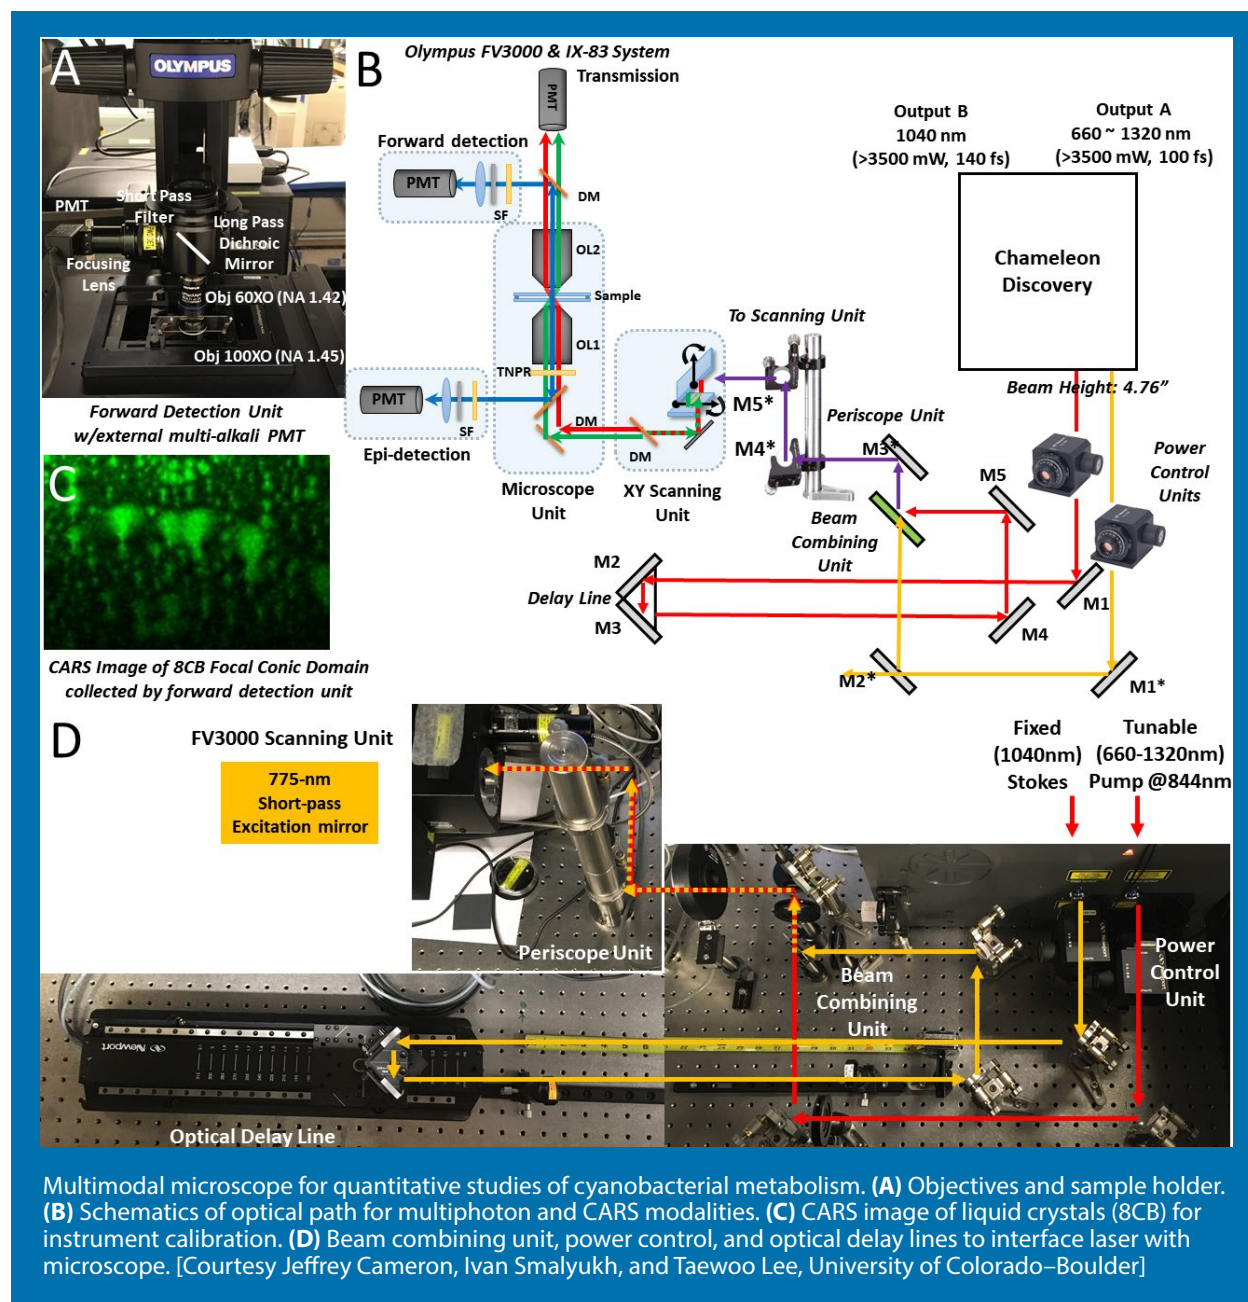 A
OLYMPUS
PMT
Short Pass
Filter
Long Pass
Dichroic
Mirror
Focusing
Lens
Obj 60XO (NA 1.42)
Obj 100XO (NA 1.45)
Forward Detection Unit
w/external multi-alkali PMT
B
Olympus FV3000 & IX-83 System
Transmission
PMT
Forward detection
PMT
SF
DM
OL2
Sample
OL1
TNPR
PMT
SF
DM
DM
Epi-detection
Microscope
Unit
XY Scanning
Unit
To Scanning Unit
M5*
M4*
Periscope Unit
M3*
Output B
1040 nm
(>3500 mW, 140 fs)
Output A
660 ~ 1320 nm
(>3500 mW, 100 fs)
Chameleon
Discovery
Beam Height: 4.76”
Power
Control
Units
M5
Beam
Combining
Unit
M2
Delay Line
M3
M1
M4
M2*
M1*
C
CARS Image of 8CB Focal Conic Domain
collected by forward detection unit
D
FV3000 Scanning Unit
775-nm
Short-pass
Excitation mirror
Fixed
(1040nm)
Stokes
Tunable
(660-1320nm)
Pump @844nm
Periscope Unit
Beam
Combining
Unit
Power
Control
Unit
Newport
Optical Delay Line
Multimodal microscope for quantitative studies of cyanobacterial metabolism. (A) Objectives and sample holder.
(B) Schematics of optical path for multiphoton and CARS modalities. (C) CARS image of liquid crystals (8CB) for
instrument calibration. (D) Beam combining unit, power control, and optical delay lines to interface laser with
microscope. [Courtesy Jeffrey Cameron, Ivan Smalyukh, and Taewoo Lee, University of Colorado–Boulder]